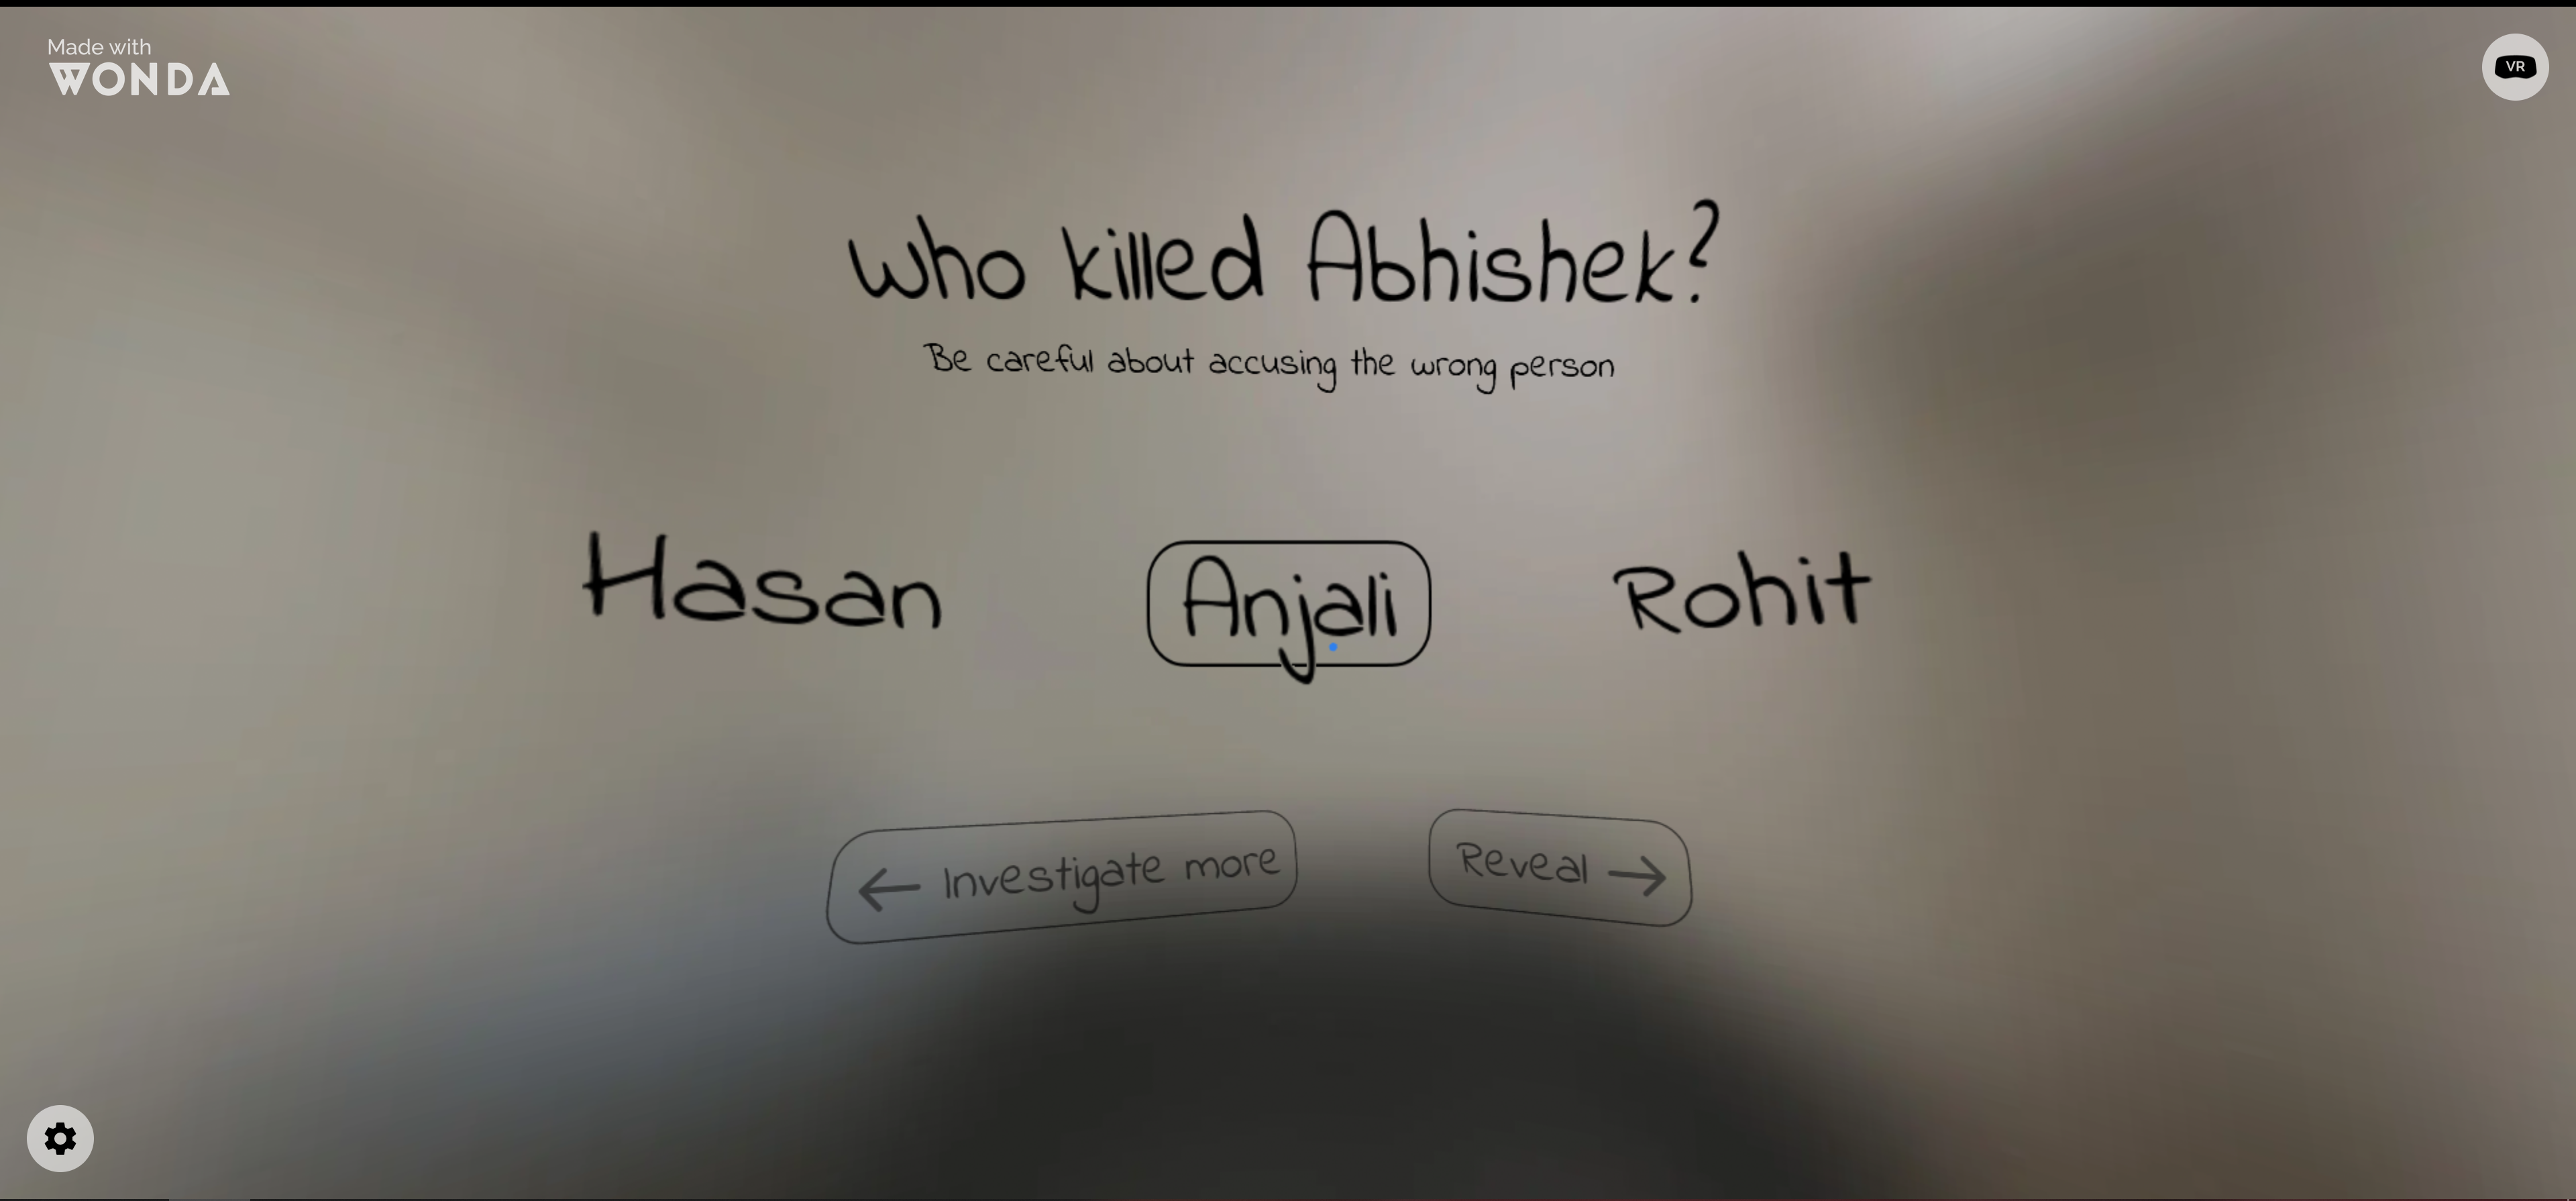 Made with
WONDA
VR
Who killed Abhishek?
Be careful about accusing the wrong person
Hasan Anjali Rohit
← Investigate more Reveal →